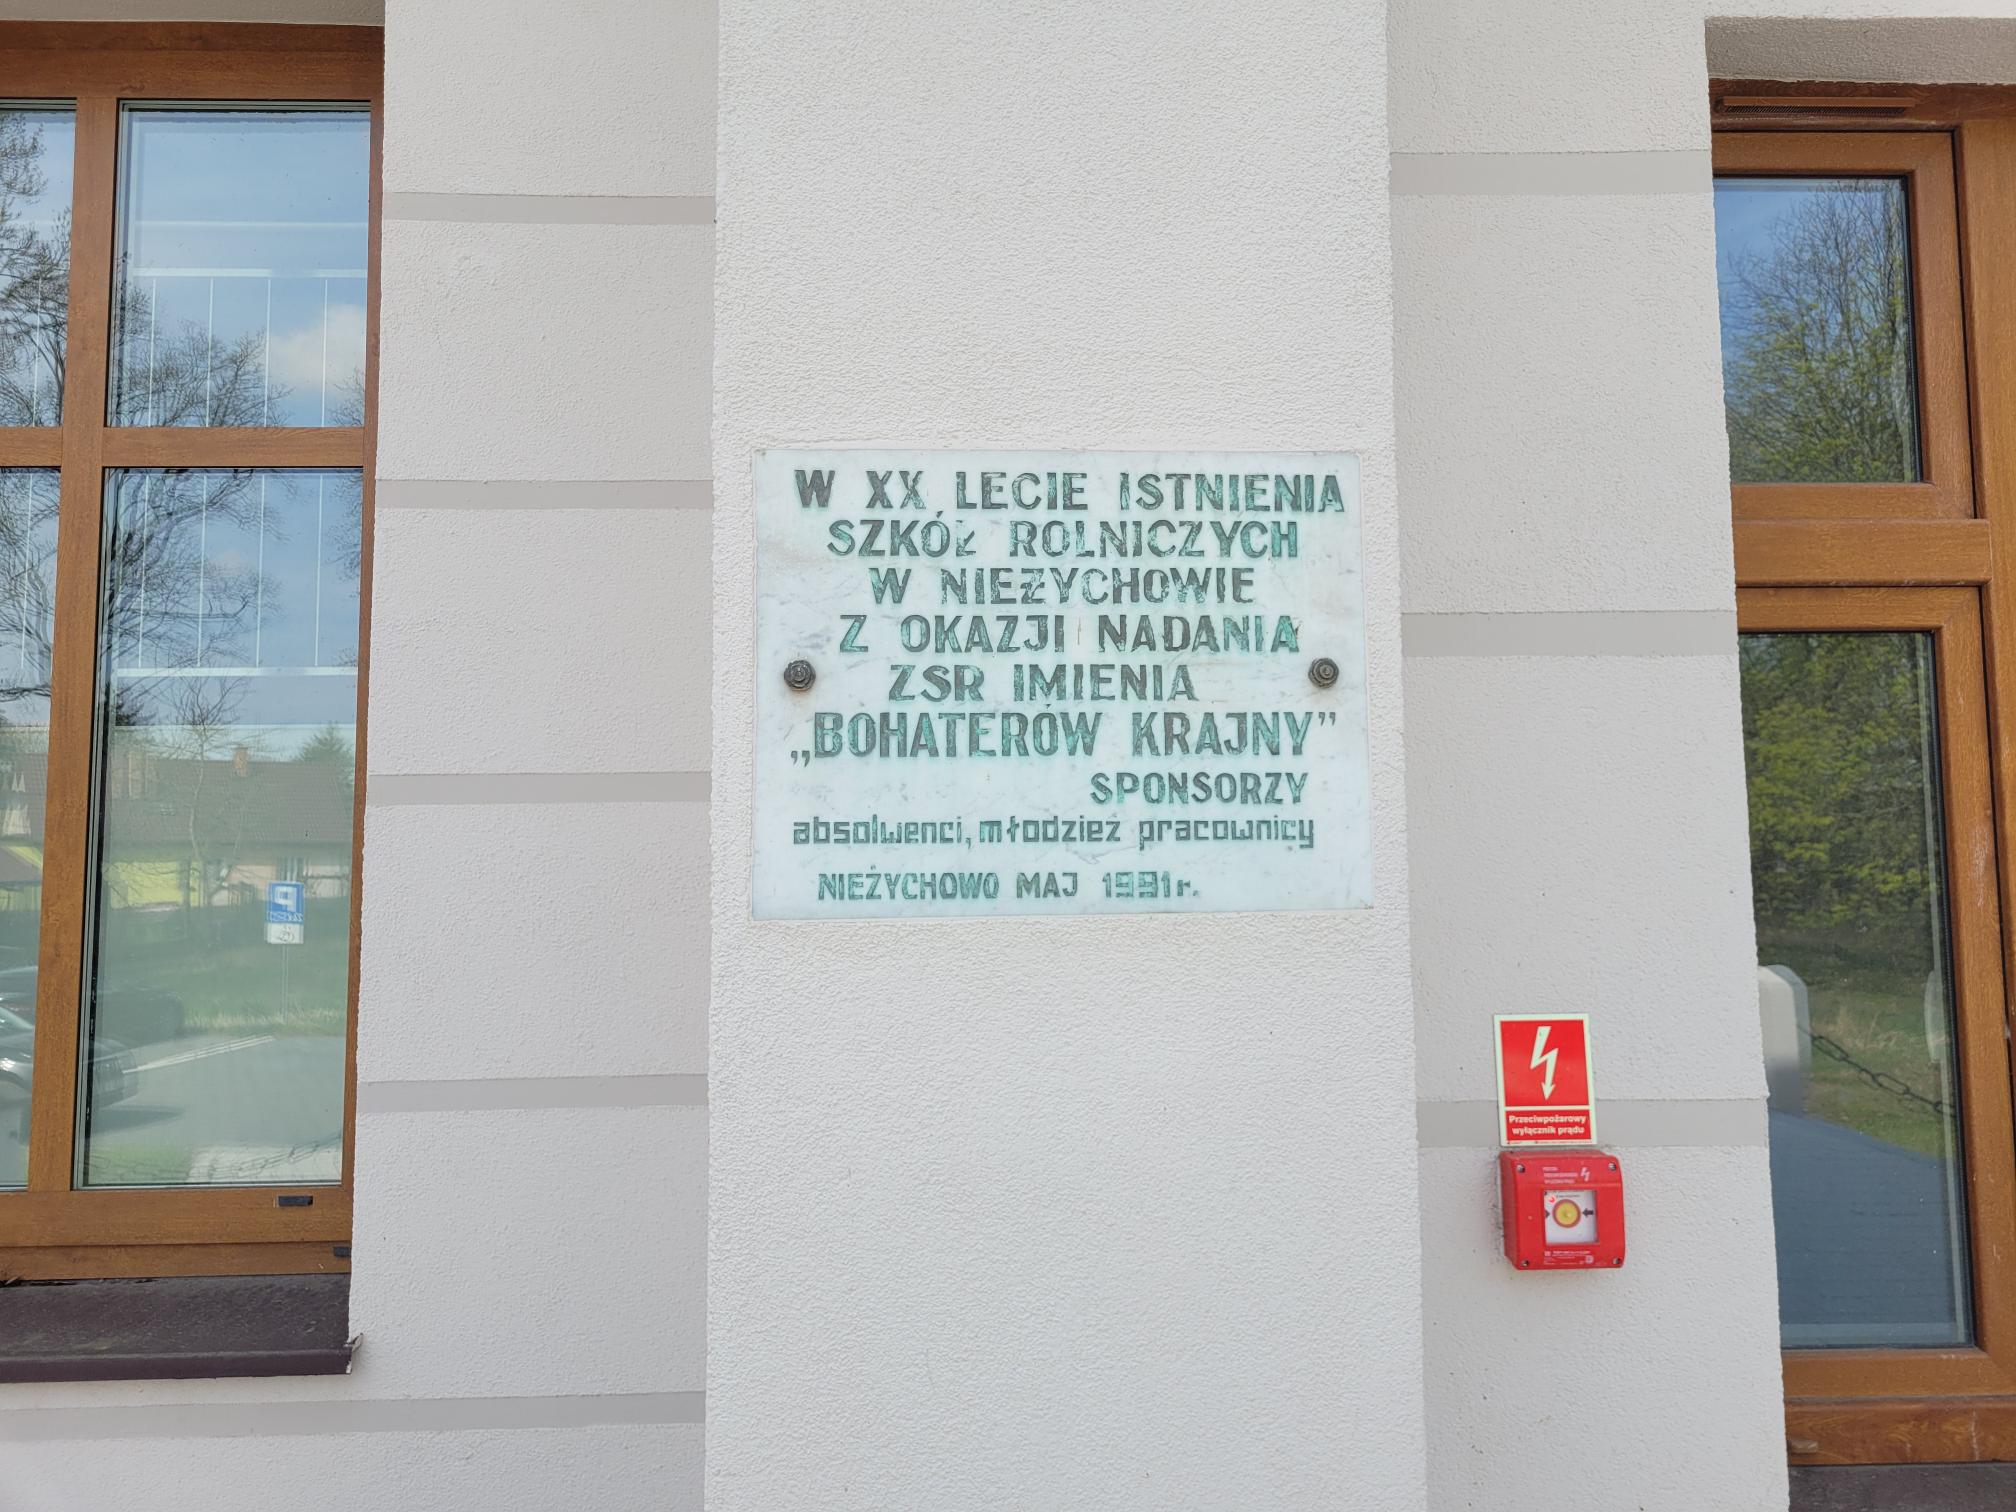 W XX LECIE ISTNIENIA
SZKÓŁ ROLNICZYCH
W NIEŻYCHOWIE
Z OKAZJI NADANIA
ZSR IMIENIA
„BOHATERÓW KRAJNY”
SPONSORZY
absolwenci, młodzież pracownicy
NIEŻYCHOWO MAJ 1991r.
P
Przeciwpożarowy
wyłącznik prądu